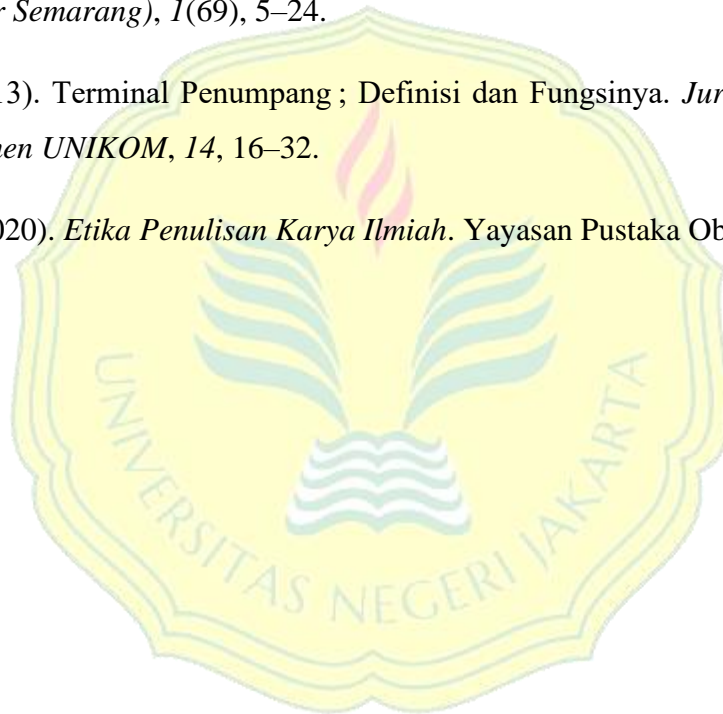 r Semarang), 1(69), 5–24.
13). Terminal Penumpang ; Definisi dan Fungsinya. Jur
en UNIKOM, 14, 16–32.
020). Etika Penulisan Karya Ilmiah. Yayasan Pustaka Ob
UNIVERSITAS NEGERI JAKARTA